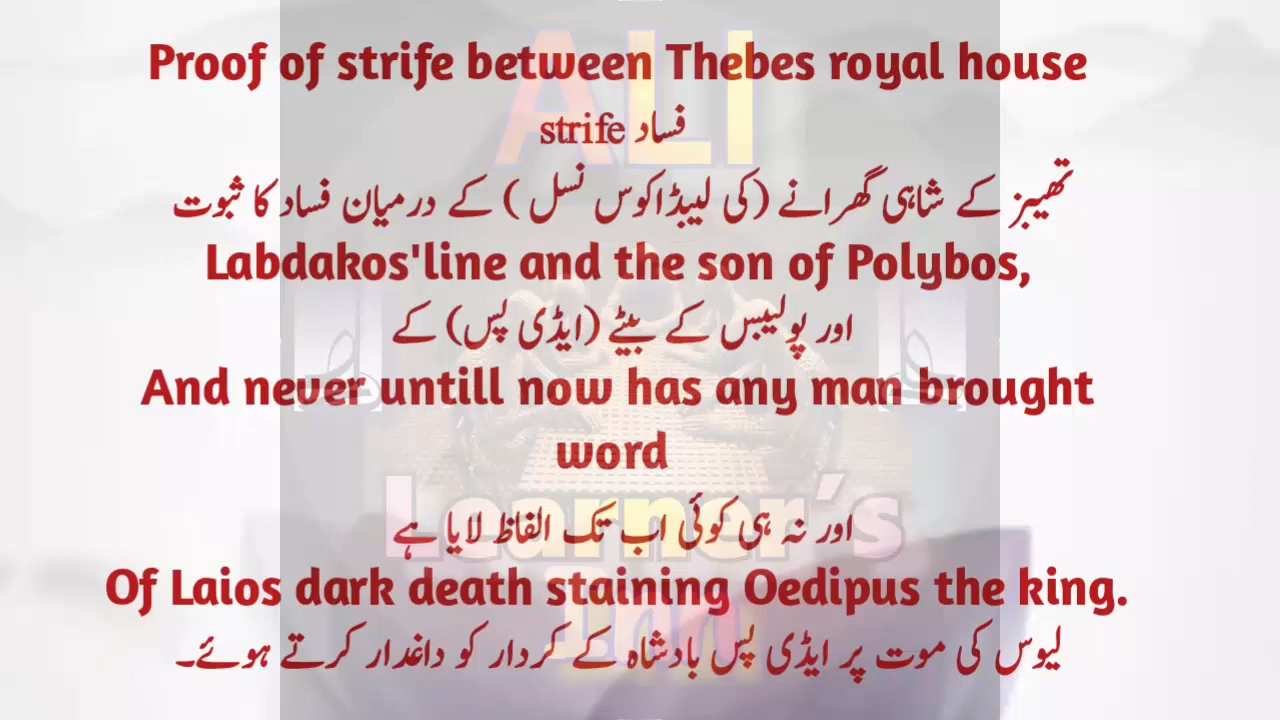 Proof of strife between Thebes royal house
strife فساد
تھیبز کے شاہی گھرانے (کی لیبڈاکوس نسل ) کے درمیان فساد کا ثبوت
Labdakos'line and the son of Polybos,
اور پولیبس کے بیٹے (ایڈی پس) کے
And never untill now has any man brought
word
اور نہ ہی کوئی اب تک الفاظ لایا ہے
Of Laios dark death staining Oedipus the king.
لیوس کی موت پر ایڈی پس بادشاہ کے کردار کو داغدار کرتے ہوئے۔
ALI
Learner's
Inn